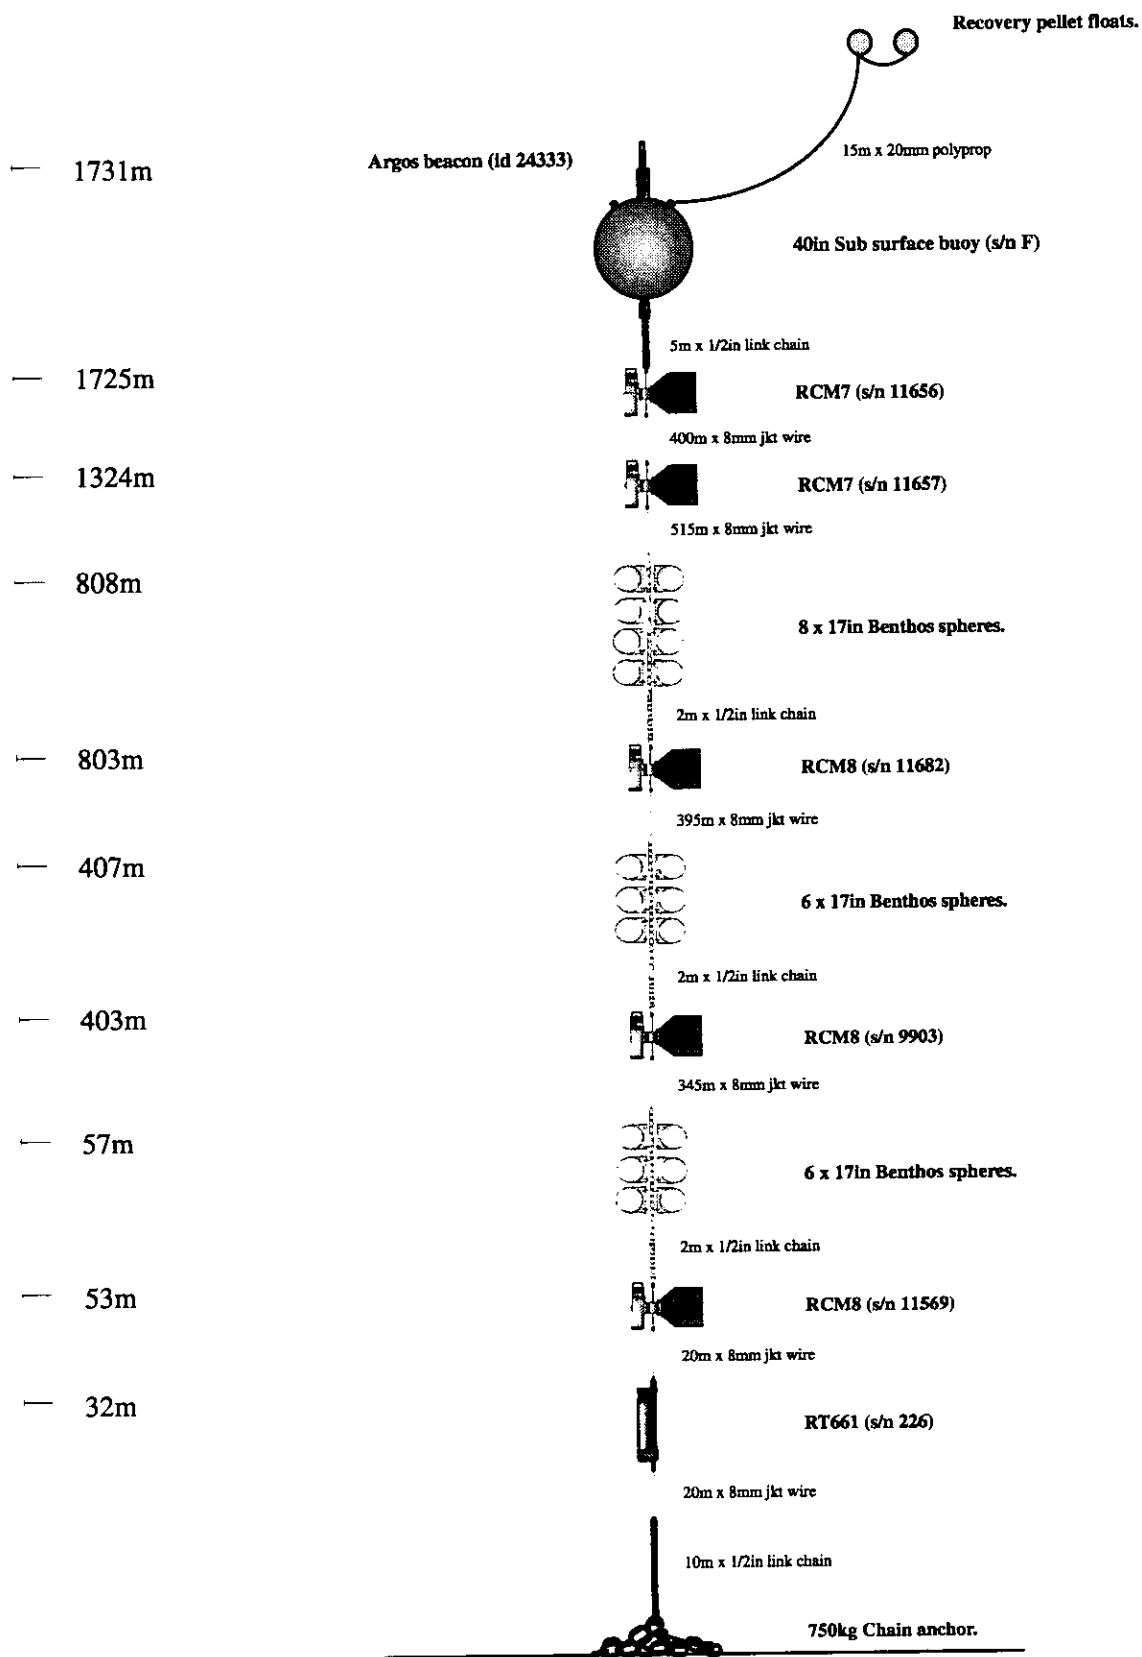 Recovery pellet floats.
15m x 20mm polyprop
1731m
Argos beacon (id 24333)
40in Sub surface buoy (s/n F)
5m x 1/2in link chain
1725m
RCM7 (s/n 11656)
400m x 8mm jkt wire
1324m
RCM7 (s/n 11657)
515m x 8mm jkt wire
808m
8 x 17in Benthos spheres.
2m x 1/2in link chain
803m
RCM8 (s/n 11682)
395m x 8mm jkt wire
407m
6 x 17in Benthos spheres.
2m x 1/2in link chain
403m
RCM8 (s/n 9903)
345m x 8mm jkt wire
57m
6 x 17in Benthos spheres.
2m x 1/2in link chain
53m
RCM8 (s/n 11569)
20m x 8mm jkt wire
32m
RT661 (s/n 226)
20m x 8mm jkt wire
10m x 1/2in link chain
750kg Chain anchor.